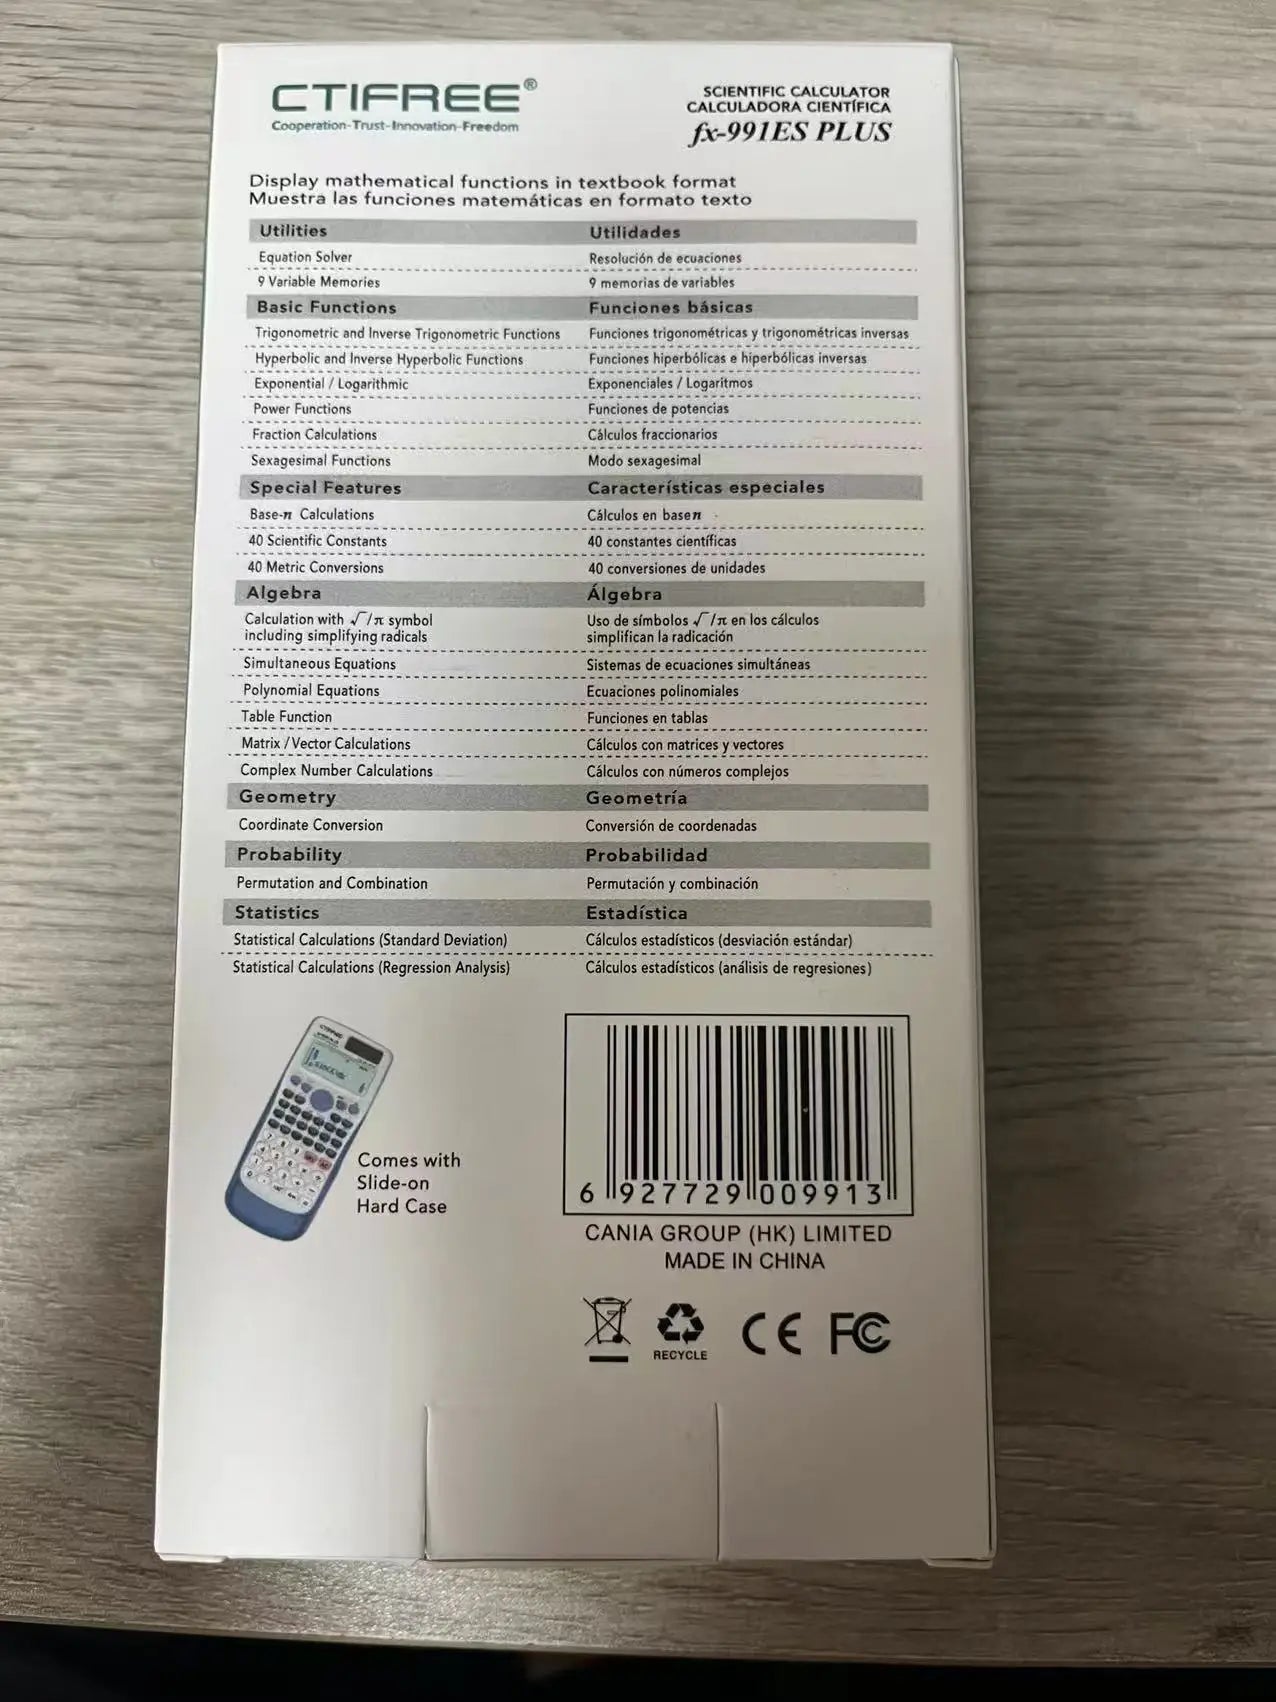 CTIFREE®
Cooperation-Trust-Innovation-Freedom
SCIENTIFIC CALCULATOR
CALCULADORA CIENTÍFICA
fx-991ES PLUS
Display mathematical functions in textbook format
Muestra las funciones matemáticas en formato texto
Utilities Utilidades
Equation Solver Resolución de ecuaciones
9 Variable Memories 9 memorias de variables
Basic Functions Funciones básicas
Trigonometric and Inverse Trigonometric Functions Funciones trigonométricas y trigonométricas inversas
Hyperbolic and Inverse Hyperbolic Functions Funciones hiperbólicas e hiperbólicas inversas
Exponential / Logarithmic Exponenciales / Logaritmos
Power Functions Funciones de potencias
Fraction Calculations Cálculos fraccionarios
Sexagesimal Functions Modo sexagesimal
Special Features Características especiales
Base-n Calculations Cálculos en base n
40 Scientific Constants 40 constantes científicas
40 Metric Conversions 40 conversiones de unidades
Algebra Álgebra
Calculation with √‾/π symbol Uso de símbolos √‾/π en los cálculos
including simplifying radicals simplifican la radicación
Simultaneous Equations Sistemas de ecuaciones simultáneas
Polynomial Equations Ecuaciones polinomiales
Table Function Funciones en tablas
Matrix / Vector Calculations Cálculos con matrices y vectores
Complex Number Calculations Cálculos con números complejos
Geometry Geometría
Coordinate Conversion Conversión de coordenadas
Probability Probabilidad
Permutation and Combination Permutación y combinación
Statistics Estadística
Statistical Calculations (Standard Deviation) Cálculos estadísticos (desviación estándar)
Statistical Calculations (Regression Analysis) Cálculos estadísticos (análisis de regresiones)
CTIFREE
Comes with
Slide-on
Hard Case
6 927729 009913
CANIA GROUP (HK) LIMITED
MADE IN CHINA
RECYCLE
CE FC